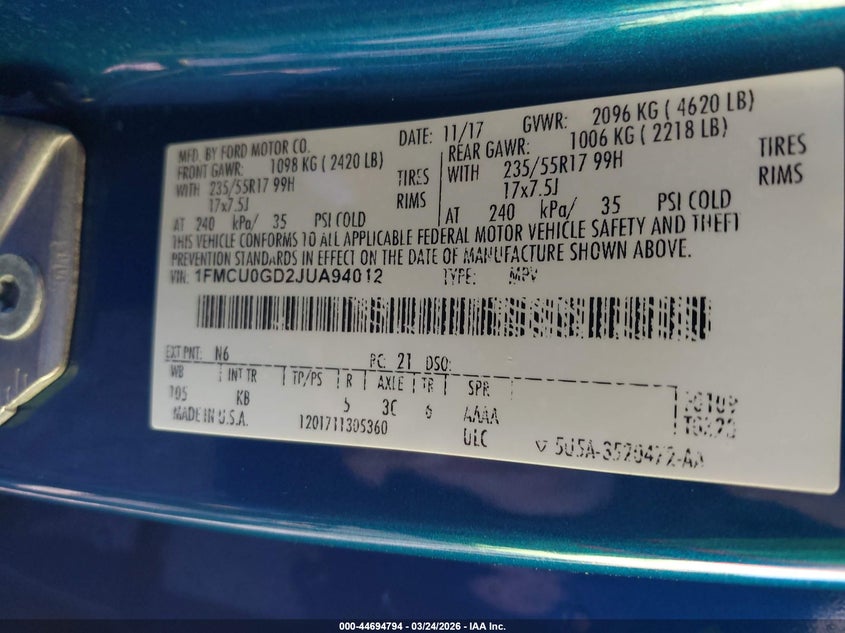 MFD. BY FORD MOTOR CO.
DATE: 11/17 GVWR: 2096 KG ( 4620 LB)
FRONT GAWR: 1098 KG ( 2420 LB) REAR GAWR: 1006 KG ( 2218 LB)
WITH 235/55R17 99H TIRES WITH 235/55R17 99H TIRES
17x7.5J RIMS 17x7.5J RIMS
AT 240 kPa/ 35 PSI COLD AT 240 kPa/ 35 PSI COLD
THIS VEHICLE CONFORMS TO ALL APPLICABLE FEDERAL MOTOR VEHICLE SAFETY AND THEFT
PREVENTION STANDARDS IN EFFECT ON THE DATE OF MANUFACTURE SHOWN ABOVE.
VIN: 1FMCU0GD2JUA94012 TYPE: MPV
EXT PNT: N6 RC: 21 DSO:
WB INT TR TP/PS R AXLE TR SPR
105 KB 5 3C 6 AAAA
MADE IN U.S.A. 1201711305360 ULC
5U5A-3520472-AA
000-44694794 - 03/24/2026 - IAA Inc.